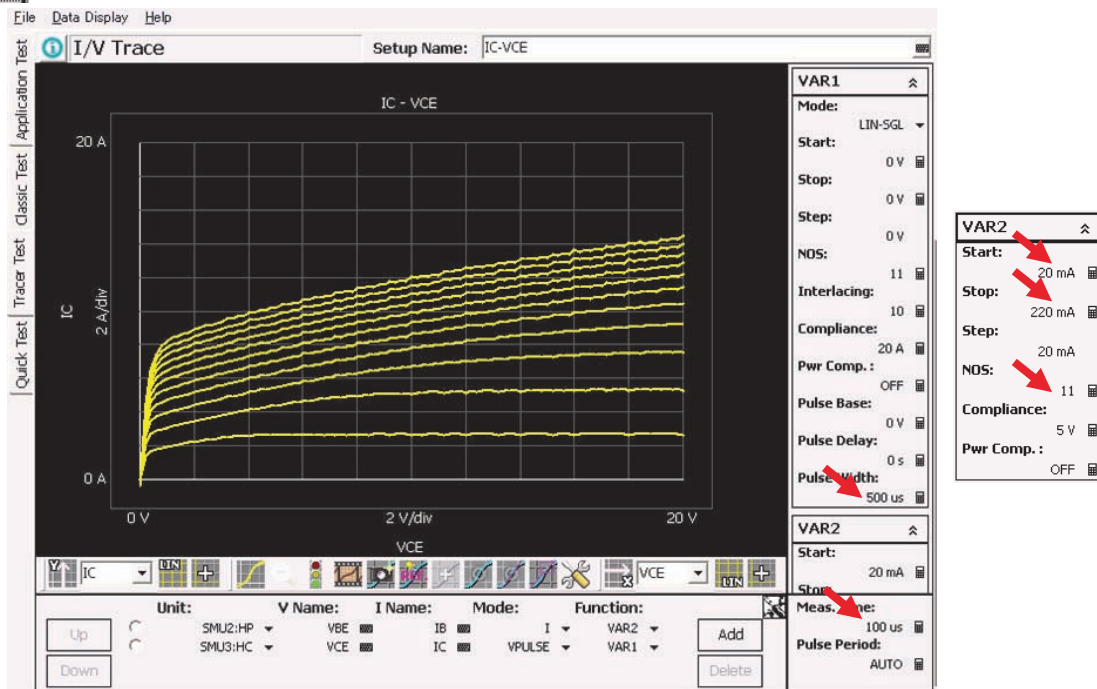 File Data Display Help
I/V Trace
Setup Name: IC-VCE
Application Test
Classic Test
Tracer Test
Quick Test
IC - VCE
20 A
IC
2 A/div
0 A
0 V
2 V/div
20 V
VCE
VAR1
Mode:
LIN-SGL
Start:
0 V
Stop:
0 V
Step:
0 V
NOS:
11
Interlacing:
10
Compliance:
20 A
Pwr Comp. :
OFF
Pulse Base:
0 V
Pulse Delay:
0 s
Pulse Width:
500 us
VAR2
Start:
20 mA
Stop:
Meas. Time:
100 us
Pulse Period:
AUTO
Y IC LIN X VCE LIN
Unit: V Name: I Name: Mode: Function:
Up SMU2:HP VBE IB I VAR2 Add
SMU3:HC VCE IC VPULSE VAR1
Down Delete
VAR2
Start:
20 mA
Stop:
220 mA
Step:
20 mA
NOS:
11
Compliance:
5 V
Pwr Comp. :
OFF